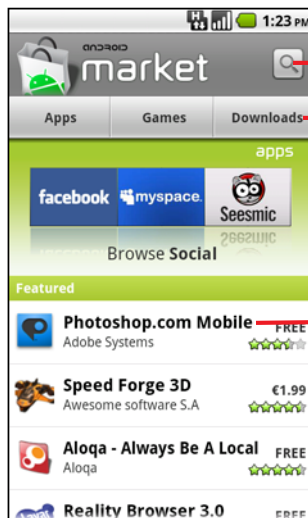 H
1:23 PM
ANDROID
market
Apps Games Downloads
apps
facebook myspace. Seesmic
Browse Social
Featured
Photoshop.com Mobile FREE
Adobe Systems
Speed Forge 3D €1.99
Awesome software S.A
Aloqa - Always Be A Local FREE
Aloqa
Reality Browser 3.0 FREE